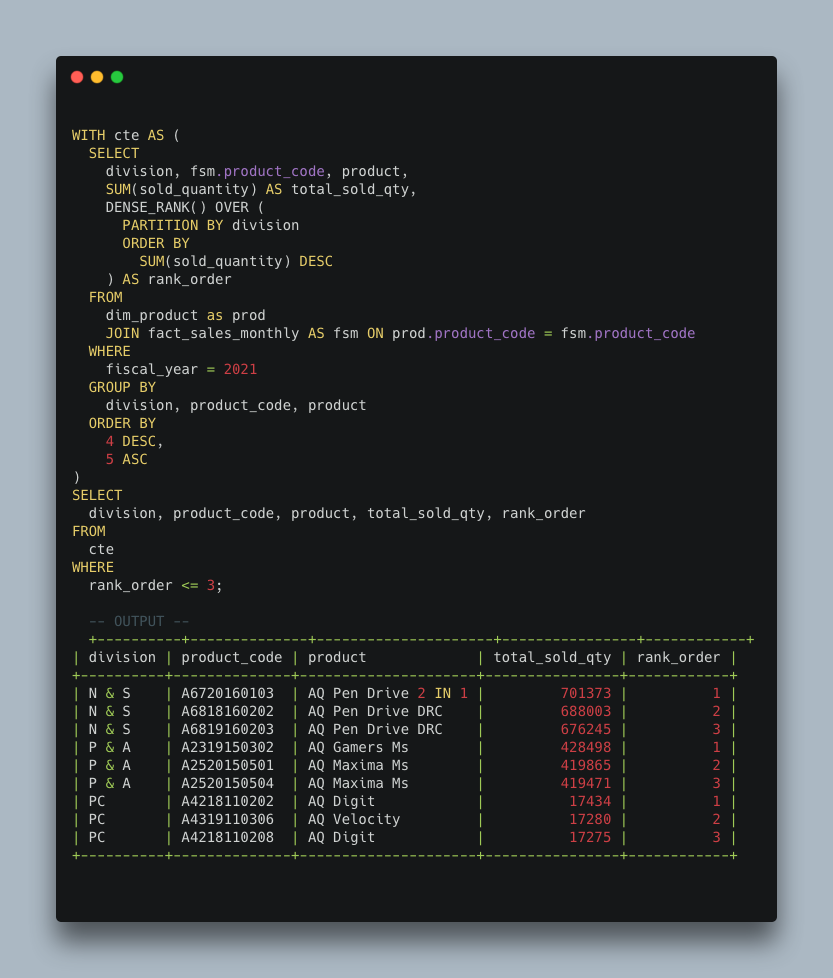 WITH cte AS (
  SELECT
    division, fsm.product_code, product,
    SUM(sold_quantity) AS total_sold_qty,
    DENSE_RANK() OVER (
      PARTITION BY division
      ORDER BY
        SUM(sold_quantity) DESC
    ) AS rank_order
  FROM
    dim_product as prod
    JOIN fact_sales_monthly AS fsm ON prod.product_code = fsm.product_code
  WHERE
    fiscal_year = 2021
  GROUP BY
    division, product_code, product
  ORDER BY
    4 DESC,
    5 ASC
)
SELECT
  division, product_code, product, total_sold_qty, rank_order
FROM
  cte
WHERE
  rank_order <= 3;

  -- OUTPUT --
  +----------+--------------+----------------------+----------------+------------+
| division | product_code | product             | total_sold_qty | rank_order |
+----------+--------------+---------------------+----------------+------------+
| N & S    | A6720160103  | AQ Pen Drive 2 IN 1 |         701373 |          1 |
| N & S    | A6818160202  | AQ Pen Drive DRC    |         688003 |          2 |
| N & S    | A6819160203  | AQ Pen Drive DRC    |         676245 |          3 |
| P & A    | A2319150302  | AQ Gamers Ms        |         428498 |          1 |
| P & A    | A2520150501  | AQ Maxima Ms        |         419865 |          2 |
| P & A    | A2520150504  | AQ Maxima Ms        |         419471 |          3 |
| PC       | A4218110202  | AQ Digit            |          17434 |          1 |
| PC       | A4319110306  | AQ Velocity         |          17280 |          2 |
| PC       | A4218110208  | AQ Digit            |          17275 |          3 |
+----------+--------------+---------------------+----------------+------------+